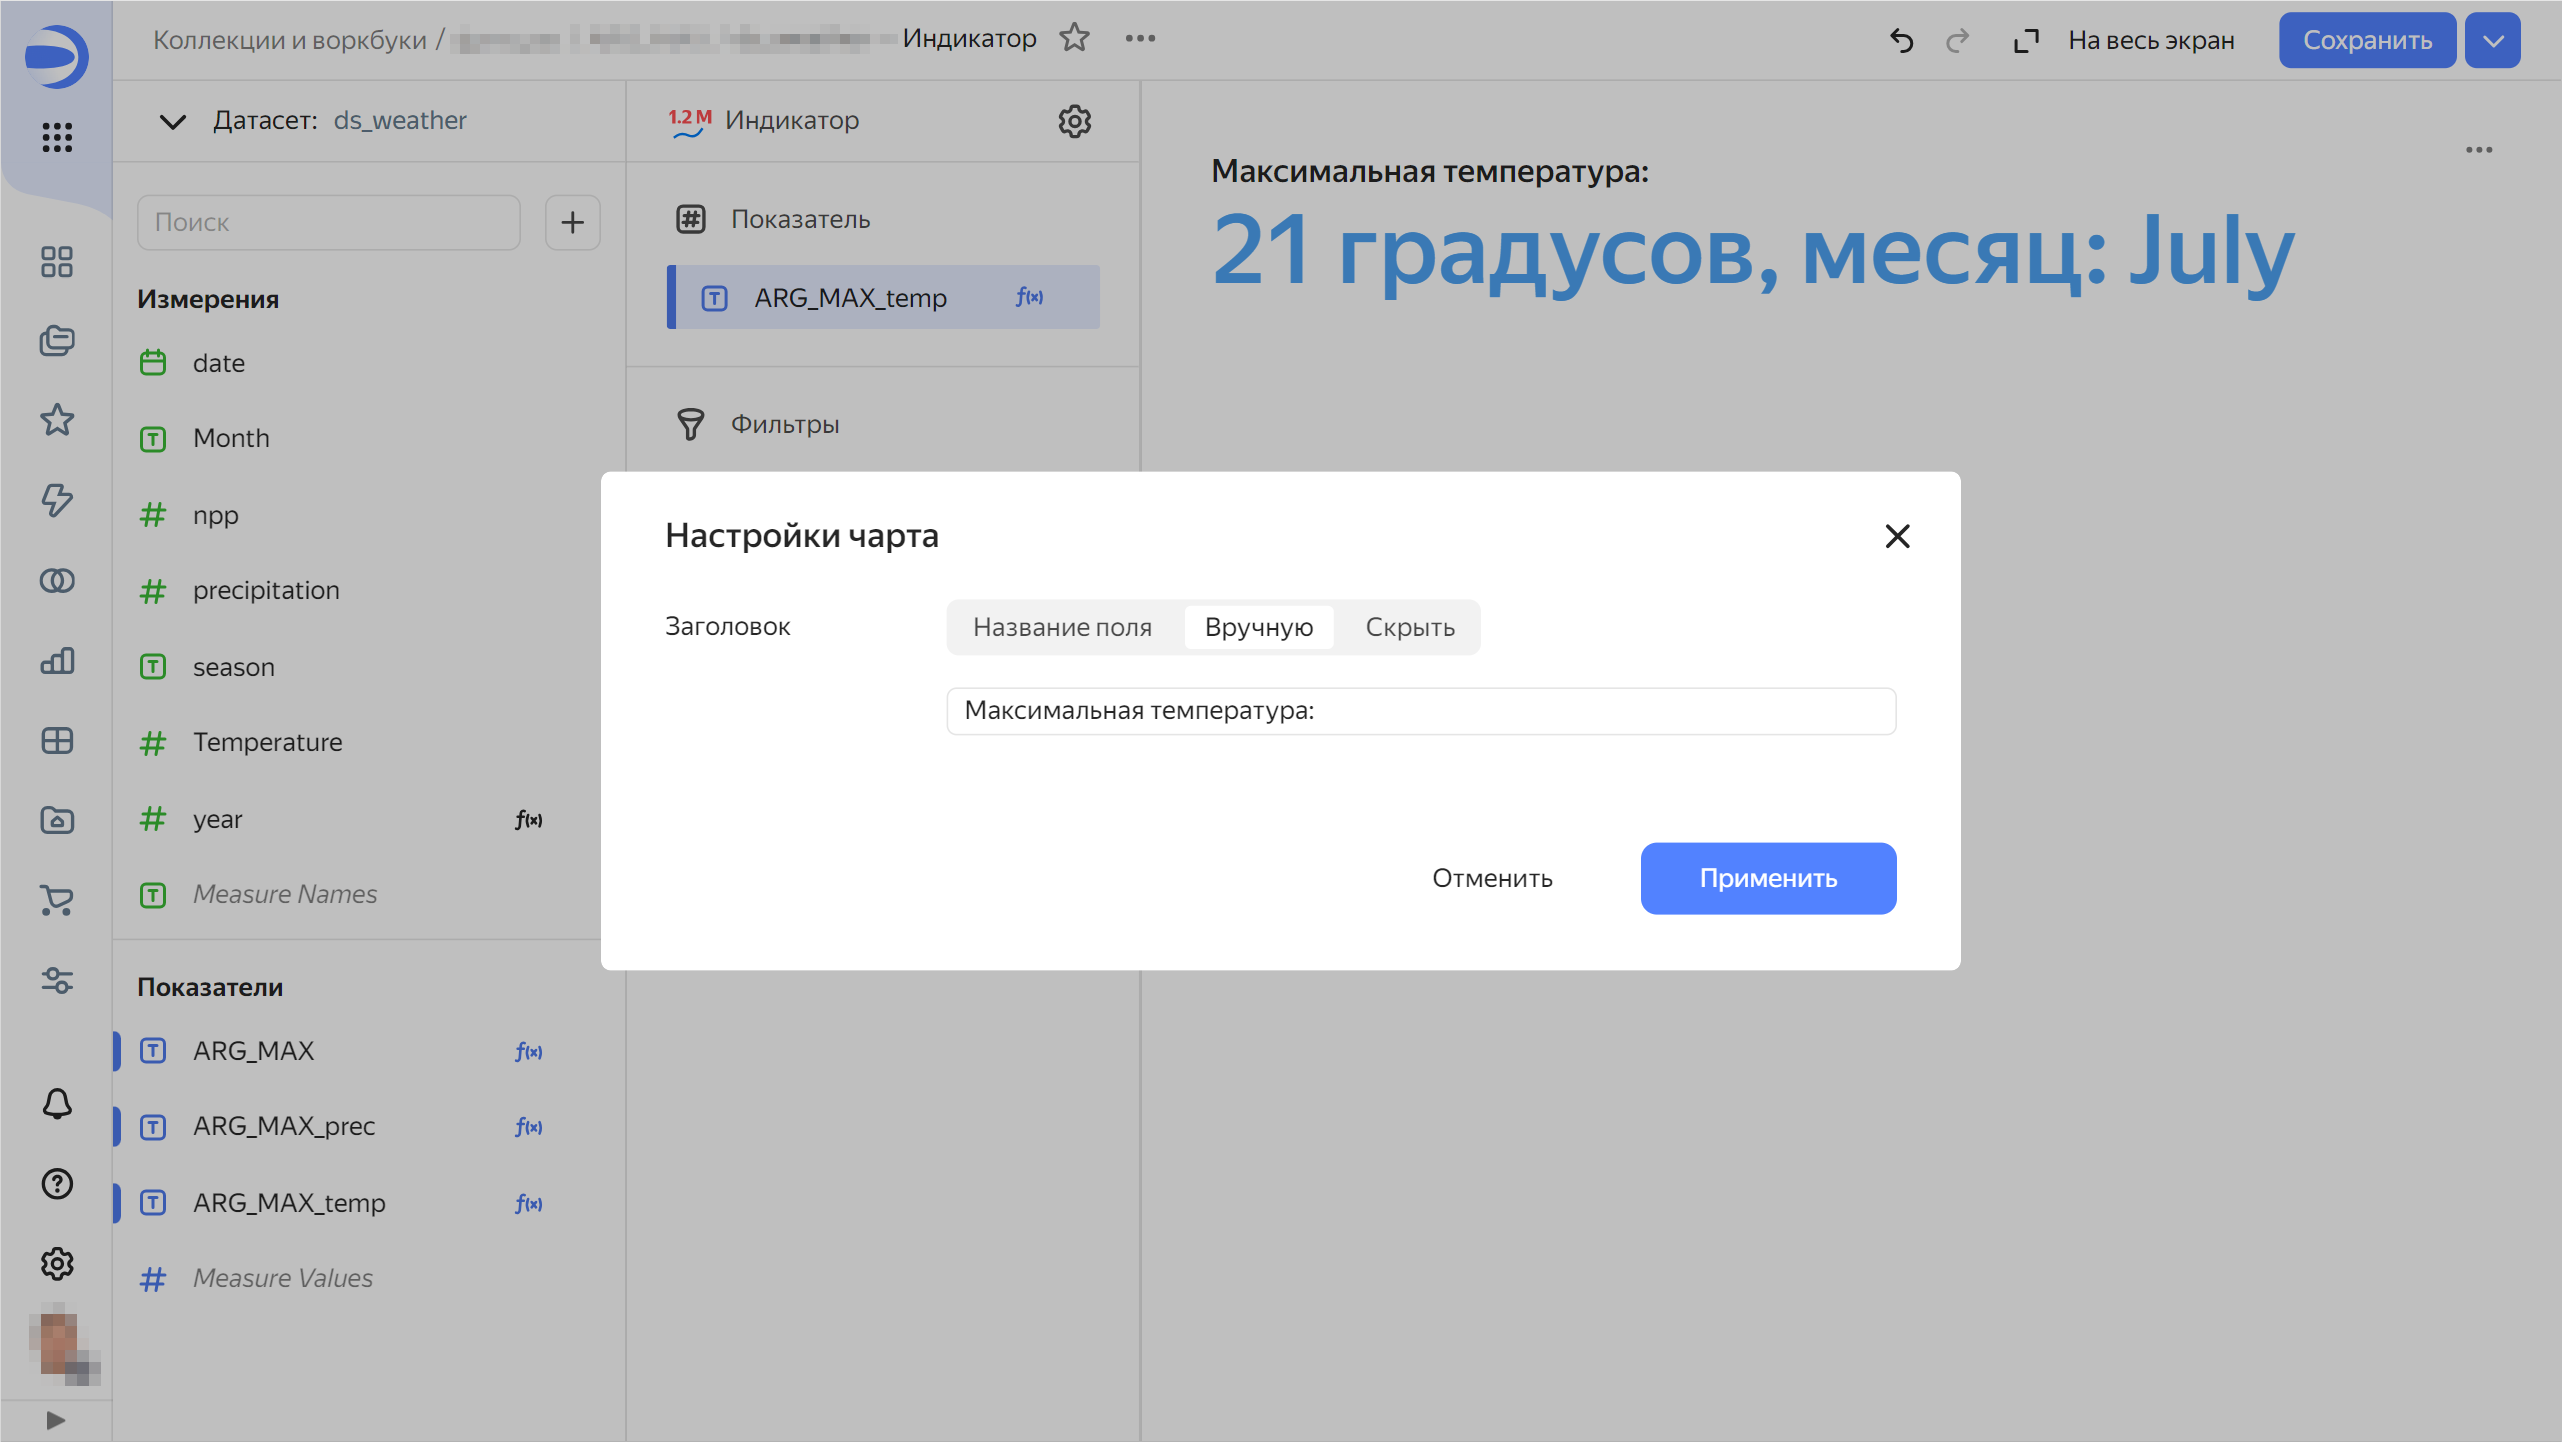 Коллекции и воркбуки /
Индикатор
На весь экран
Сохранить
Датасет: ds_weather
1.2 M Индикатор
Поиск
Измерения
date
Month
npp
precipitation
season
Temperature
year
f(x)
Measure Names
Показатели
ARG_MAX
f(x)
ARG_MAX_prec
f(x)
ARG_MAX_temp
f(x)
Measure Values
Показатель
ARG_MAX_temp
f(x)
Фильтры
Максимальная температура:
21 градусов, месяц: July
Настройки чарта
Заголовок
Название поля
Вручную
Скрыть
Максимальная температура:
Отменить
Применить